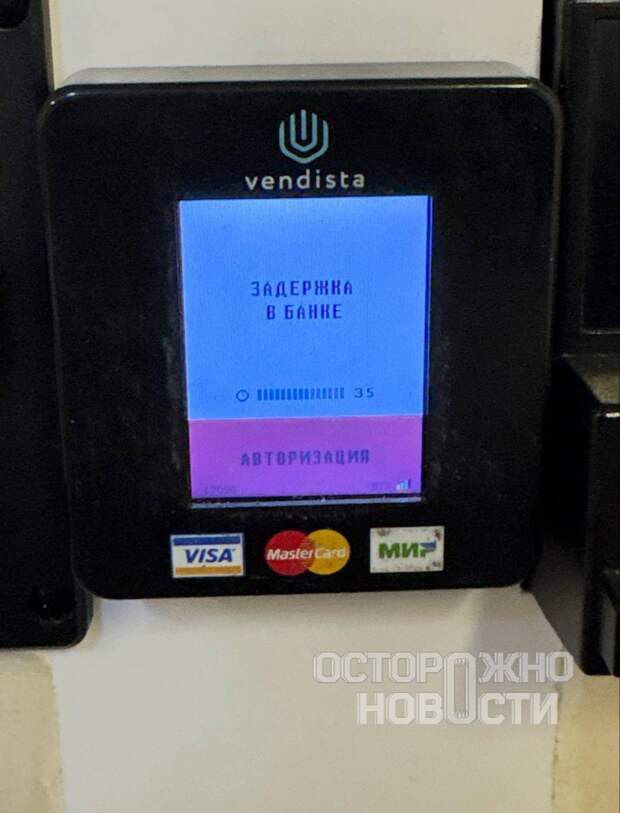 vendista
ЗАДЕРЖКА
В БАНКЕ
35
АВТОРИЗАЦИЯ
VISA
MasterCard
МИР
ОСТОРОЖНО
НОВОСТИ